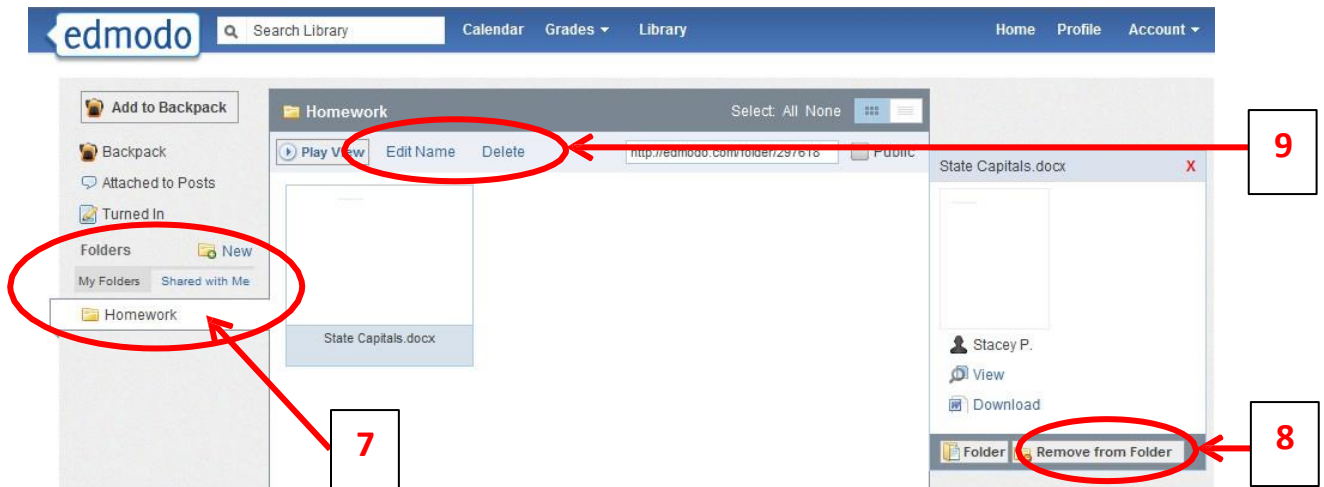 edmodo Search Library Calendar Grades Library Home Profile Account
Add to Backpack
Backpack
Attached to Posts
Turned In
Folders New
My Folders Shared with Me
Homework
Homework Select: All None
Play View Edit Name Delete http://edmodo.com/folder/297618 Public
State Capitals.docx
State Capitals.docx X
Stacey P.
View
Download
Folder Remove from Folder
9
7
8